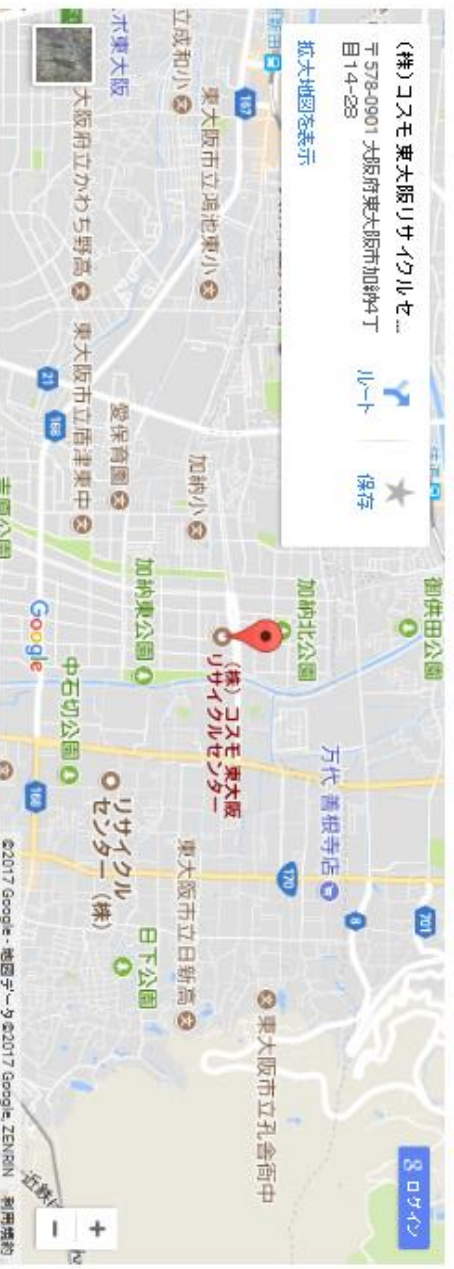 (株)コスモ 東大阪リサイクルセ...
〒578-0901 大阪府東大阪市加納4丁
目14-28
ルート
保存
拡大地図を表示
ログイン
住道
御供田公園
701
8
170
万代 善根寺店
加納北公園
(株) コスモ 東大阪
リサイクルセンター
東大阪市立孔舎衙中
167
立成和小
東大阪市立鴻池東小
加納小
東大阪市立日新高
日下公園
加納東公園
愛保育園
リサイクル
センター (株)
ポ東大阪
大阪府立かわち野高
東大阪市立盾津東中
21
168
中石切公園
168
吉原公園
Google
近鉄
+
−
©2017 Google - 地図データ ©2017 Google, ZENRIN
利用規約